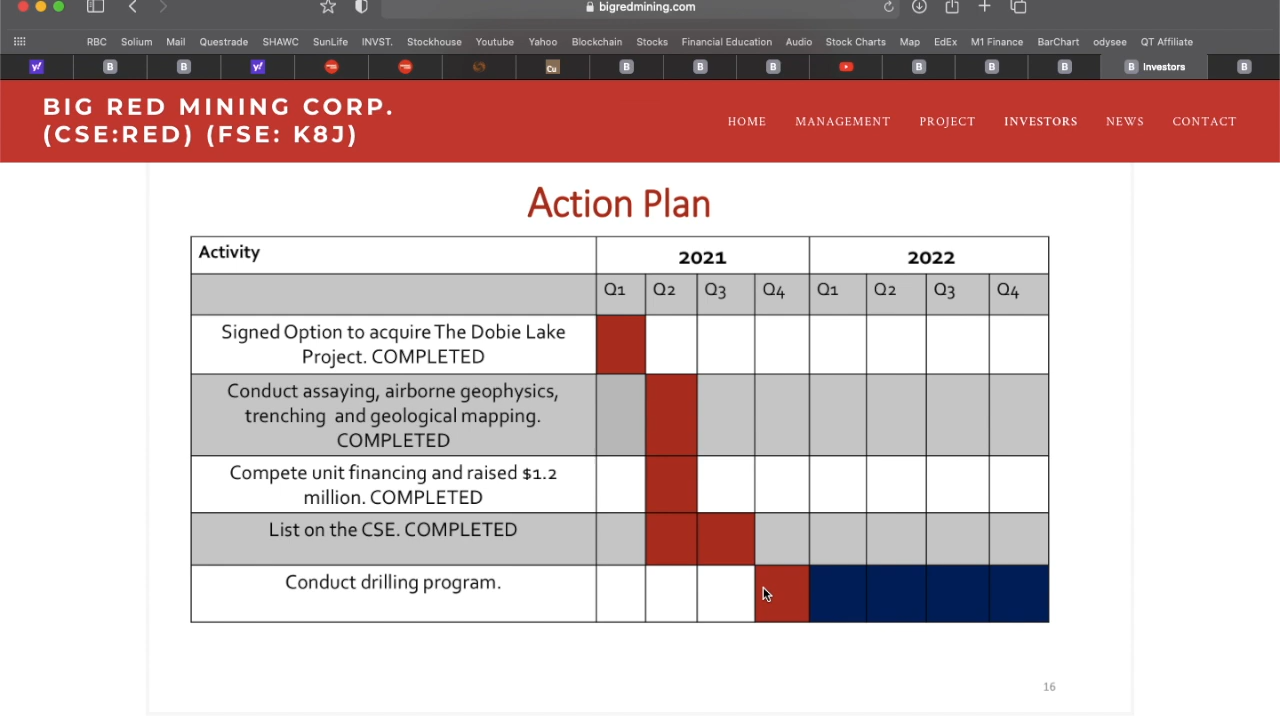 bigredmining.com
RBC Solium Mail Questrade SHAWC SunLife INVST. Stockhouse Youtube Yahoo Blockchain Stocks Financial Education Audio Stock Charts Map EdEx M1 Finance BarChart odysee QT Affiliate
y! B B y! Cu B B B B B B B Investors B
BIG RED MINING CORP.
(CSE:RED) (FSE: K8J)
HOME MANAGEMENT PROJECT INVESTORS NEWS CONTACT
Action Plan
Activity 2021 2022
Q1 Q2 Q3 Q4 Q1 Q2 Q3 Q4
Signed Option to acquire The Dobie Lake
Project. COMPLETED
Conduct assaying, airborne geophysics,
trenching and geological mapping.
COMPLETED
Compete unit financing and raised $1.2
million. COMPLETED
List on the CSE. COMPLETED
Conduct drilling program.
16